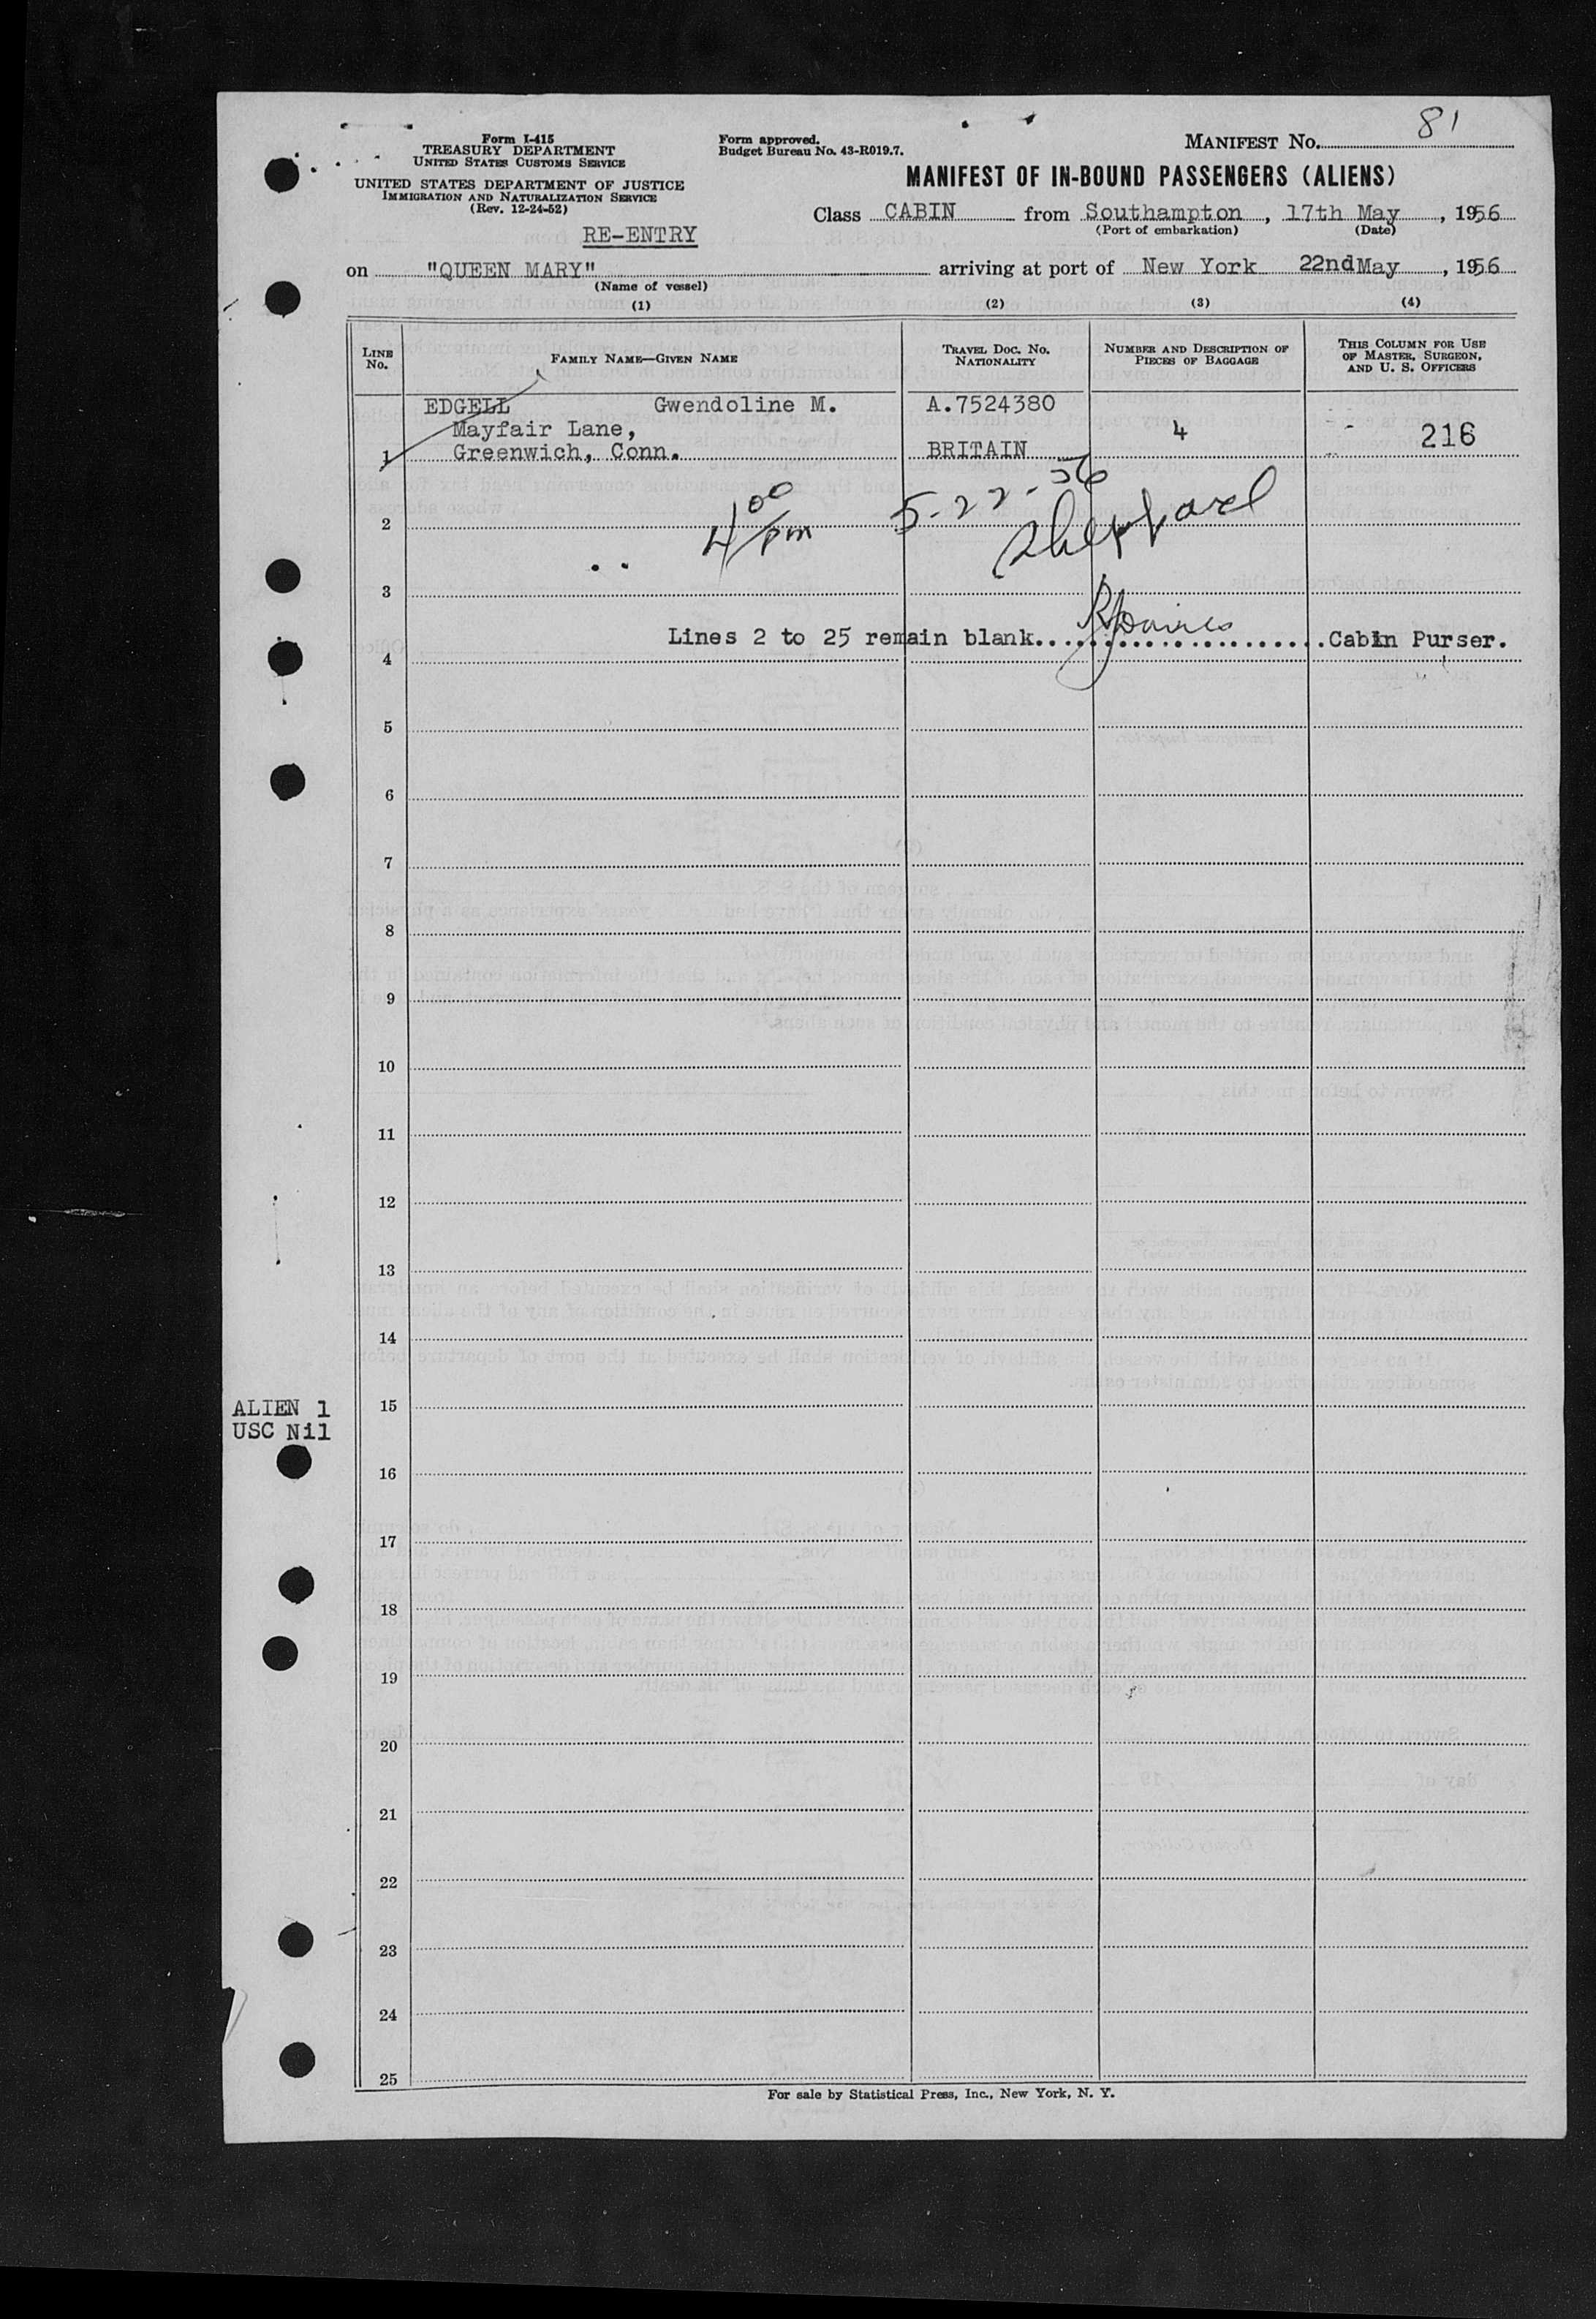 81
Form I-415
TREASURY DEPARTMENT
UNITED STATES CUSTOMS SERVICE
UNITED STATES DEPARTMENT OF JUSTICE
IMMIGRATION AND NATURALIZATION SERVICE
(Rev. 12-24-52)
Form approved.
Budget Bureau No. 43-R019.7.
MANIFEST No.
MANIFEST OF IN-BOUND PASSENGERS (ALIENS)
Class CABIN from Southampton, 17th May, 1956
(Port of embarkation) (Date)
RE-ENTRY
on "QUEEN MARY" arriving at port of New York 22nd May, 1956
(Name of vessel)
(1) (2) (3) (4)
LINE No. FAMILY NAME—GIVEN NAME TRAVEL DOC. No. NATIONALITY NUMBER AND DESCRIPTION OF PIECES OF BAGGAGE THIS COLUMN FOR USE OF MASTER, SURGEON, AND U. S. OFFICERS
EDGELL Gwendoline M. A.7524380
Mayfair Lane, 4 216
1 Greenwich, Conn. BRITAIN
4 00/pm 5-22-56
2 Sheppard
3
Lines 2 to 25 remain blank. Cabin Purser.
4
5
6
7
8
9
10
11
12
13
14
ALIEN 1
USC Nil
15
16
17
18
19
20
21
22
23
24
25
For sale by Statistical Press, Inc., New York, N. Y.